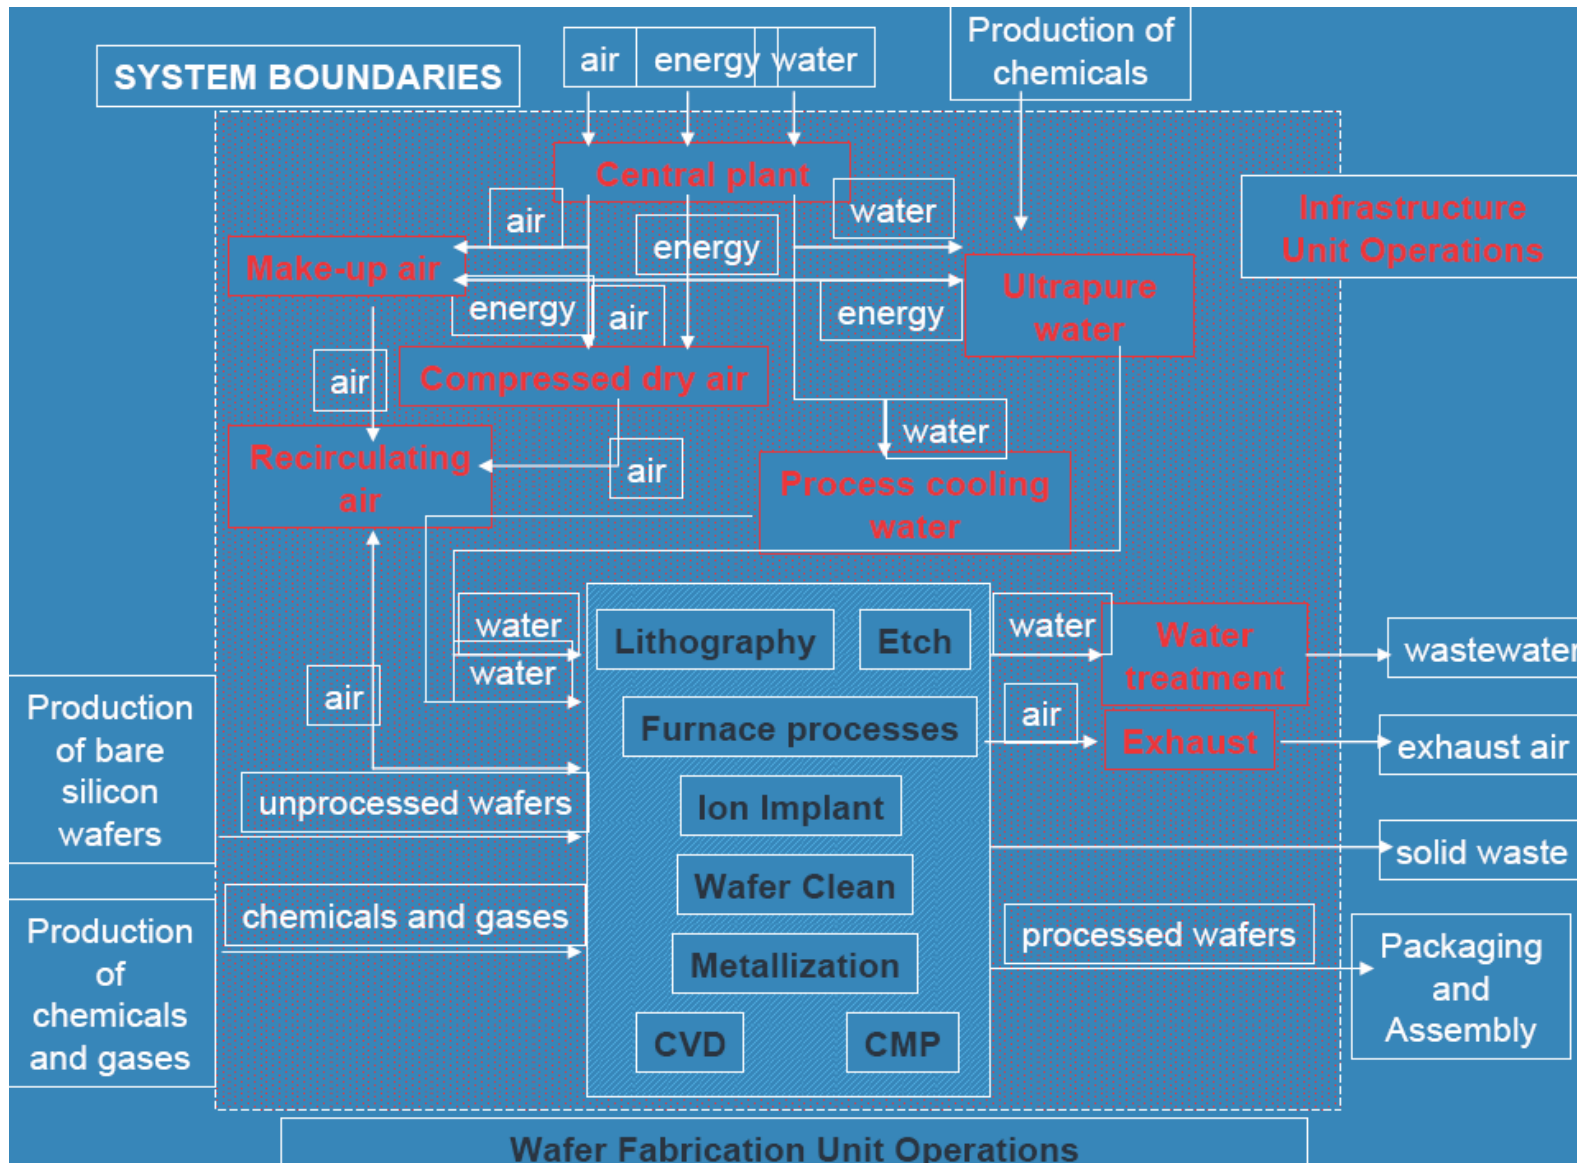 SYSTEM BOUNDARIES
air
energy
water
Production of
chemicals
Central plant
air
energy
water
Infrastructure
Unit Operations
Make-up air
energy
air
energy
Ultrapure
water
air
Compressed dry air
water
Recirculating
air
air
Process cooling
water
water
water
Lithography
Etch
water
Water
treatment
wastewater
air
Production
of bare
silicon
wafers
Furnace processes
air
Exhaust
exhaust air
unprocessed wafers
Ion Implant
solid waste
Wafer Clean
chemicals and gases
Production
of
chemicals
and gases
processed wafers
Packaging
and
Assembly
Metallization
CVD
CMP
Wafer Fabrication Unit Operations